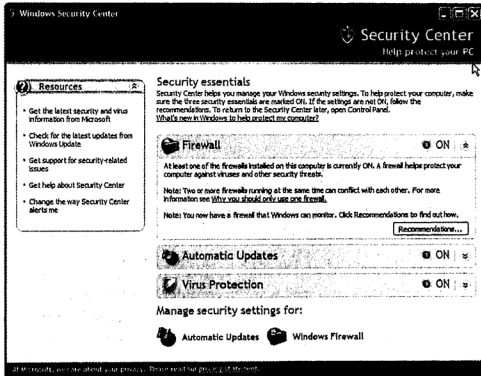 Windows Security Center
Security Center
Help protect your PC
Resources
• Get the latest security and virus
information from Microsoft
• Check for the latest updates from
Windows Update
• Get support for security-related
issues
• Get help about Security Center
• Change the way Security Center
alerts me
Security essentials
Security Center helps you manage your Windows security settings. To help protect your computer, make
sure the three security essentials are marked ON. If the settings are not ON, follow the
recommendations. To return to the Security Center later, open Control Panel.
What's new in Windows to help protect my computer?
Firewall
ON
At least one of the firewalls installed on this computer is currently ON. A firewall helps protect your
computer against viruses and other security threats.
Note: Two or more firewalls running at the same time can conflict with each other. For more
information see Why you should only use one firewall.
Note: You now have a firewall that Windows can monitor. Click Recommendations to find out how.
Recommendations...
Automatic Updates
ON
Virus Protection
ON
Manage security settings for:
Automatic Updates
Windows Firewall
At Microsoft, we care about your privacy. Please read our privacy statement.